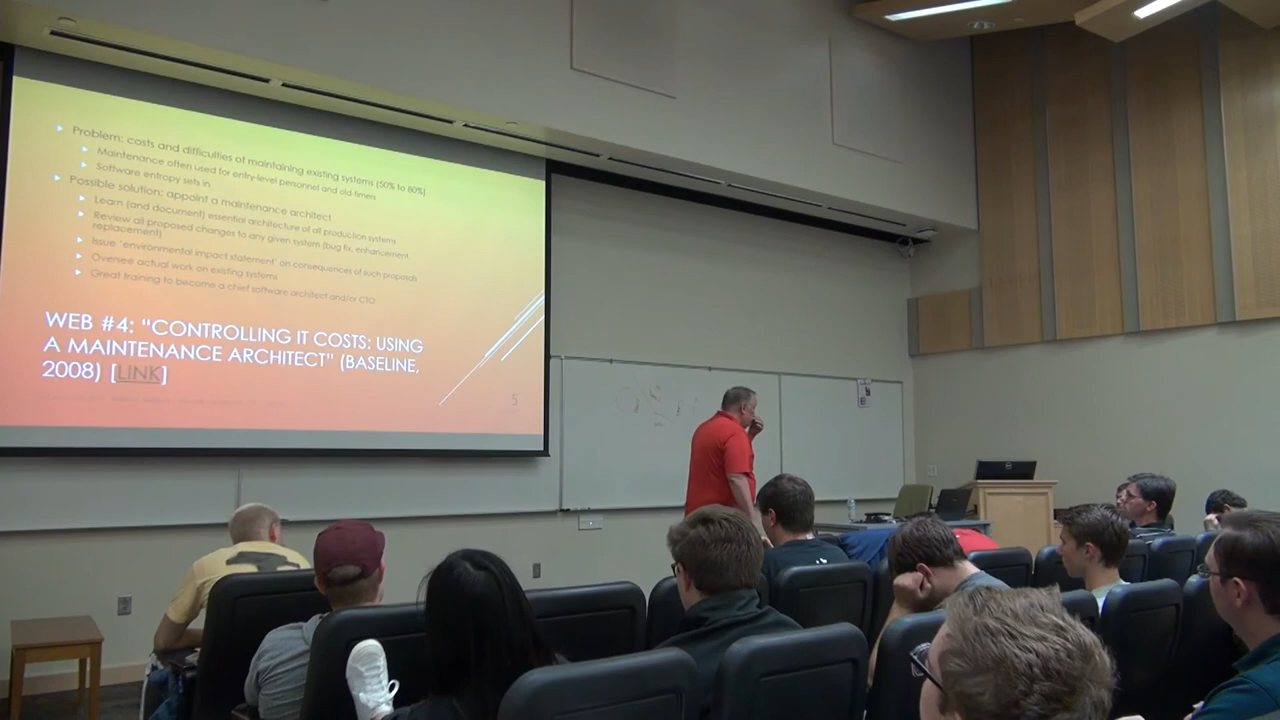 Problem: costs and difficulties of maintaining existing systems (50% to 80%)
Maintenance often used for entry-level personnel and old-timers
Software entropy sets in
Possible solution: appoint a maintenance architect
Learn (and document) essential architecture of all production systems
Review all proposed changes to any given system (bug fix, enhancement,
replacement)
Issue 'environmental impact statement' on consequences of such proposals
Oversee actual work on existing systems
Great training to become a chief software architect and/or CTO
WEB #4: "CONTROLLING IT COSTS: USING
A MAINTENANCE ARCHITECT" (BASELINE,
2008) [LINK]
5